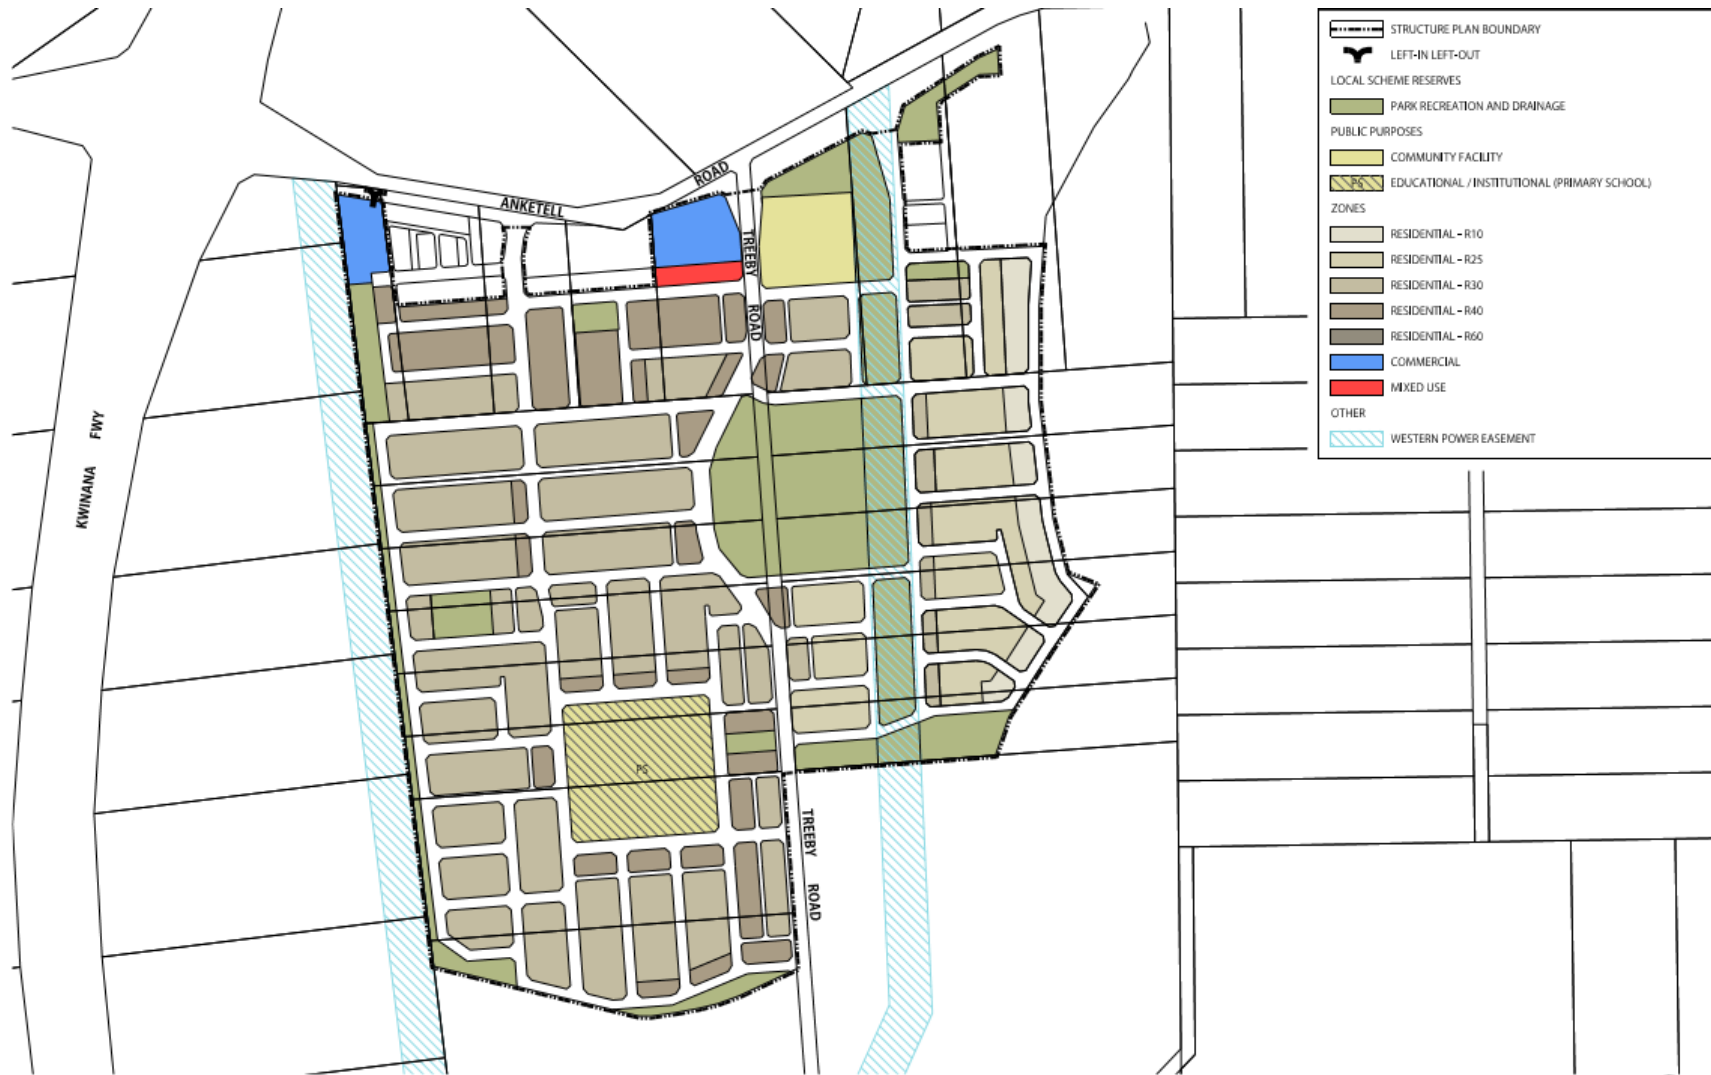 STRUCTURE PLAN BOUNDARY
LEFT-IN LEFT-OUT
LOCAL SCHEME RESERVES
PARK RECREATION AND DRAINAGE
PUBLIC PURPOSES
COMMUNITY FACILITY
PS EDUCATIONAL / INSTITUTIONAL (PRIMARY SCHOOL)
ZONES
RESIDENTIAL - R10
RESIDENTIAL - R25
RESIDENTIAL - R30
RESIDENTIAL - R40
RESIDENTIAL - R60
COMMERCIAL
MIXED USE
OTHER
WESTERN POWER EASEMENT
ANKETELL ROAD
TREEBY ROAD
KWINANA FWY
PS
TREEBY ROAD